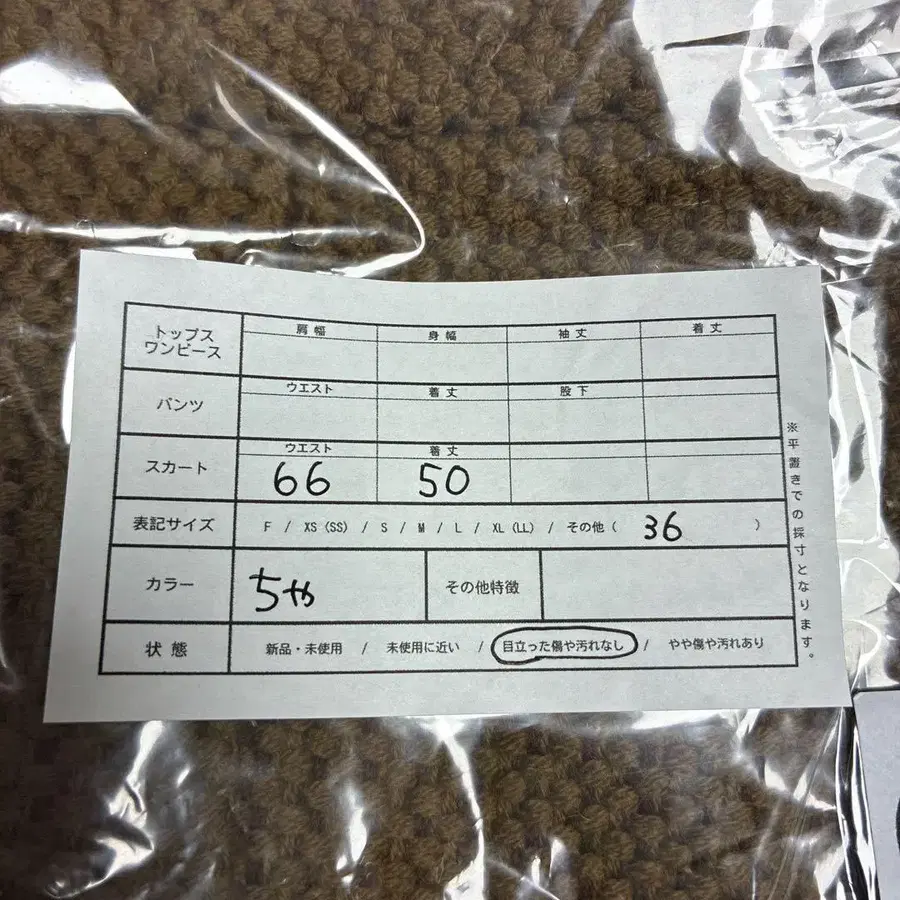 トップス
ワンピース
肩幅 身幅 袖丈 着丈
パンツ
ウエスト 着丈 股下
スカート
ウエスト 着丈
66 50
表記サイズ F / XS (SS) / S / M / L / XL (LL) / その他 ( 36 )
カラー ちゃ その他特徴
状態 新品・未使用 / 未使用に近い / 目立った傷や汚れなし / やや傷や汚れあり
※平置きでの採寸となります。